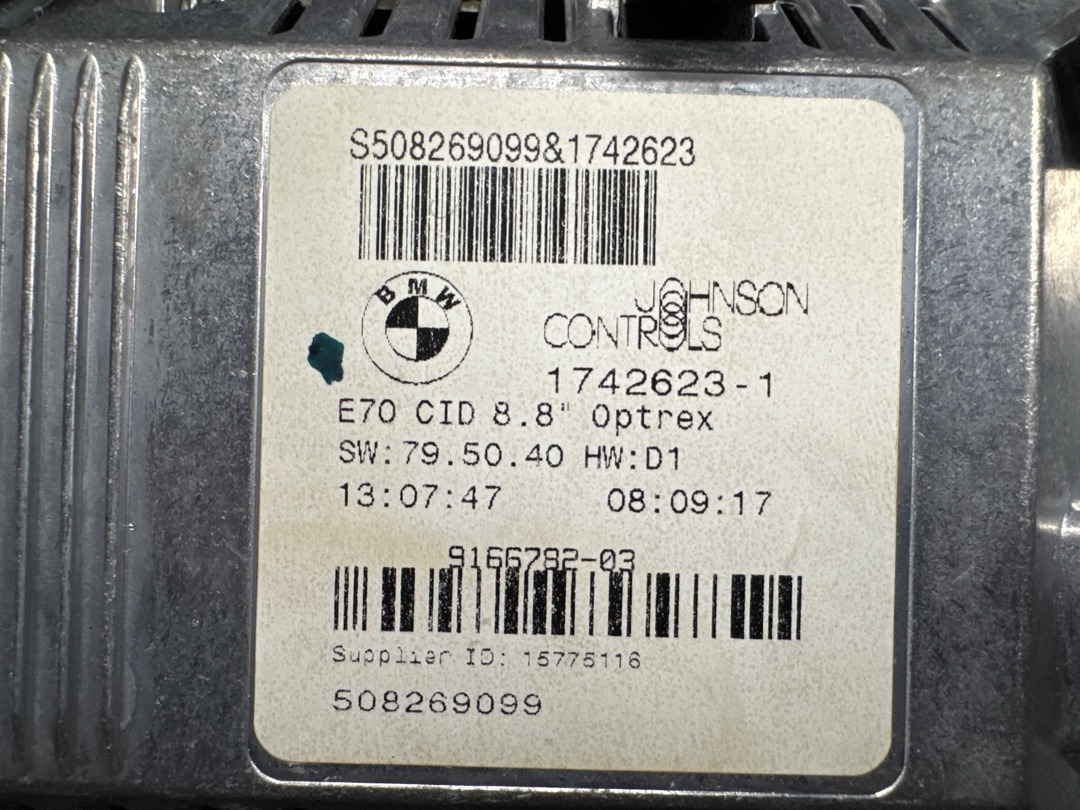 S508269099&1742623
BMW
JOHNSON
CONTROLS
1742623-1
E70 CID 8.8" Optrex
SW:79.50.40 HW:D1
13:07:47 08:09:17
9166782-03
Supplier ID: 15775116
508269099